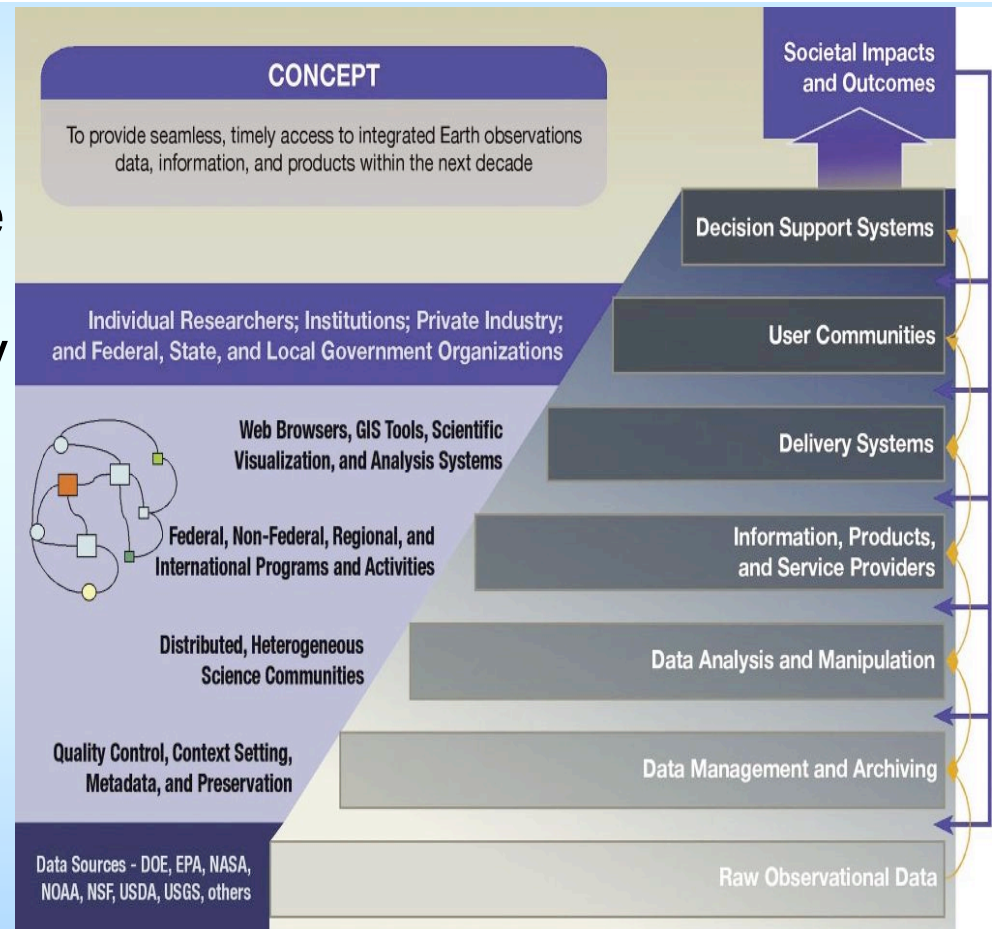 CONCEPT
To provide seamless, timely access to integrated Earth observations
data, information, and products within the next decade
Societal Impacts
and Outcomes
Decision Support Systems
Individual Researchers; Institutions; Private Industry;
and Federal, State, and Local Government Organizations
User Communities
Web Browsers, GIS Tools, Scientific
Visualization, and Analysis Systems
Delivery Systems
Federal, Non-Federal, Regional, and
International Programs and Activities
Information, Products,
and Service Providers
Distributed, Heterogeneous
Science Communities
Data Analysis and Manipulation
Quality Control, Context Setting,
Metadata, and Preservation
Data Management and Archiving
Data Sources - DOE, EPA, NASA,
NOAA, NSF, USDA, USGS, others
Raw Observational Data